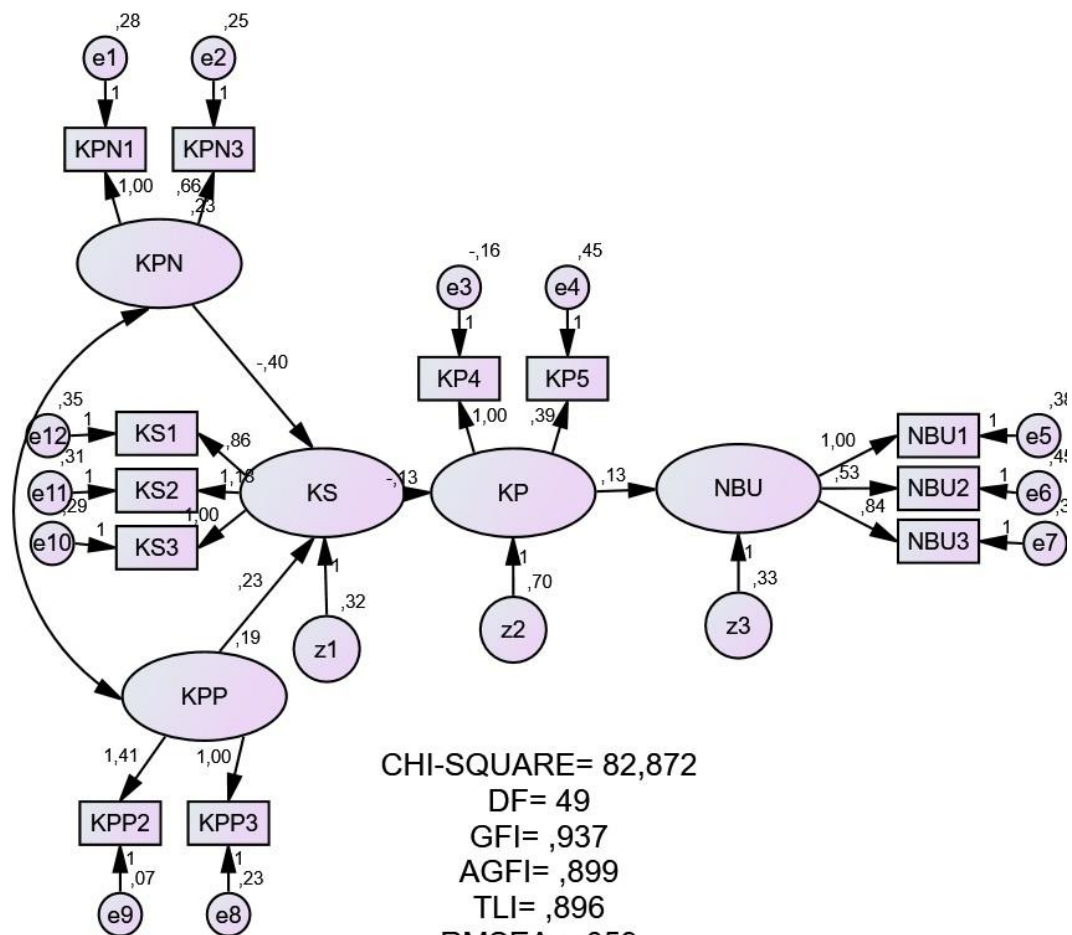 ,28
,25
e1
e2
1
1
KPN1
KPN3
1,00
,66
,23
KPN
-,16
,45
e3
e4
1
1
-,40
KP4
KP5
,35
1,00
,39
e12
1
KS1
,86
,31
e11
1
KS2
1,18
KS
-,13
KP
,13
NBU
,29
e10
1
KS3
1,00
1,00
NBU1
1
e5
,53
NBU2
1
e6
,84
NBU3
1
e7
,23
1
,32
1
,70
1
,33
,19
z1
z2
z3
KPP
1,41
1,00
KPP2
KPP3
1
,07
1
,23
e9
e8
CHI-SQUARE= 82,872
DF= 49
GFI= ,937
AGFI= ,899
TLI= ,896